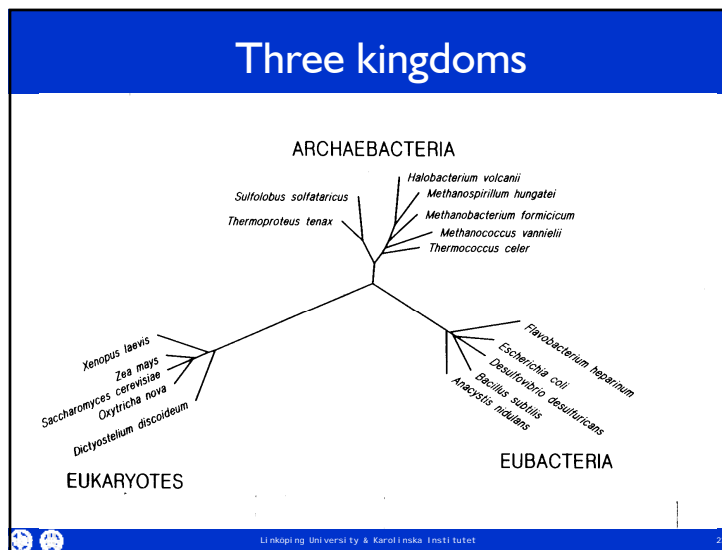 Three kingdoms
ARCHAEBACTERIA
Halobacterium volcanii
Sulfolobus solfataricus
Methanospirillum hungatei
Thermoproteus tenax
Methanobacterium formicicum
Methanococcus vannielii
Thermococcus celer
Xenopus laevis
Zea mays
Saccharomyces cerevisiae
Oxytricha nova
Dictyostelium discoideum
EUKARYOTES
Flavobacterium heparinum
Escherichia coli
Desulfovibrio desulfuricans
Bacillus subtilis
Anacystis nidulans
EUBACTERIA
Linköping University & Karolinska Institutet
2